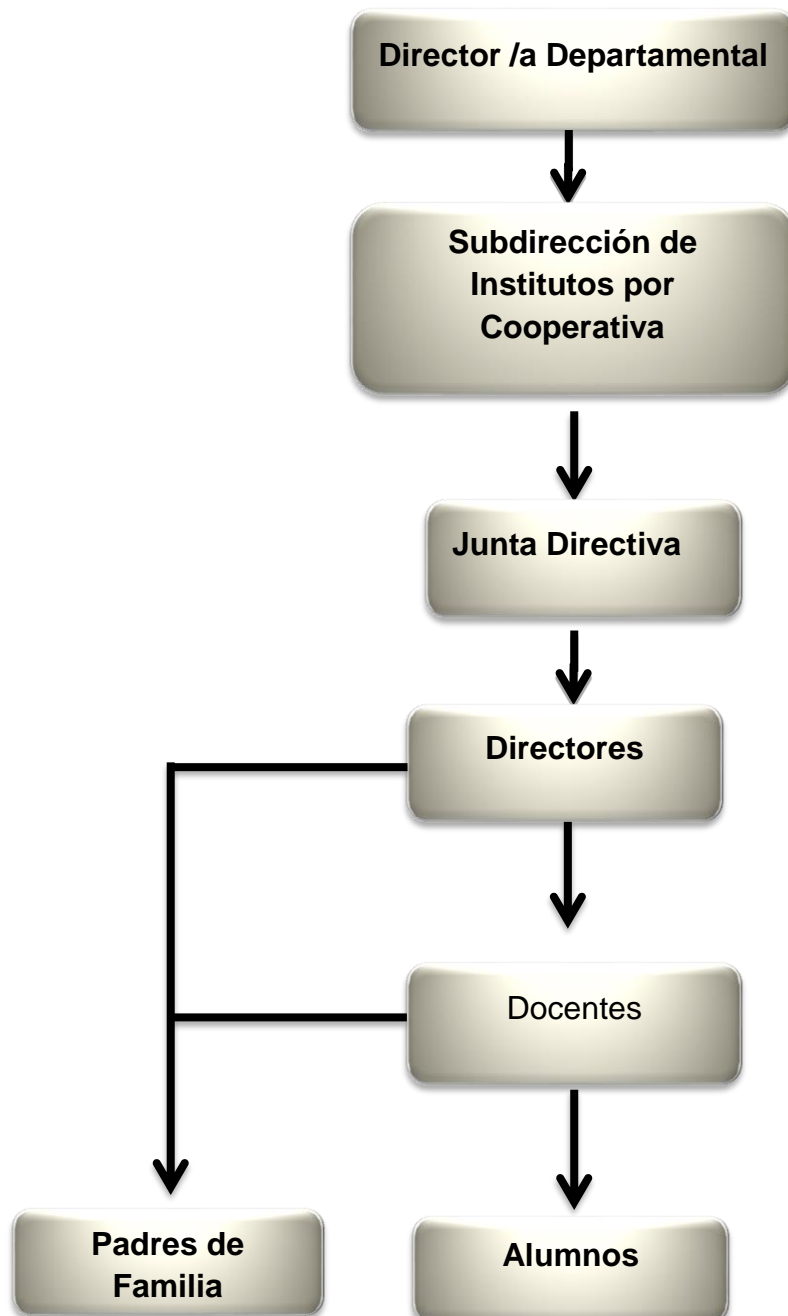 Director /a Departamental
Subdirección de
Institutos por
Cooperativa
Junta Directiva
Directores
Docentes
Padres de
Familia
Alumnos